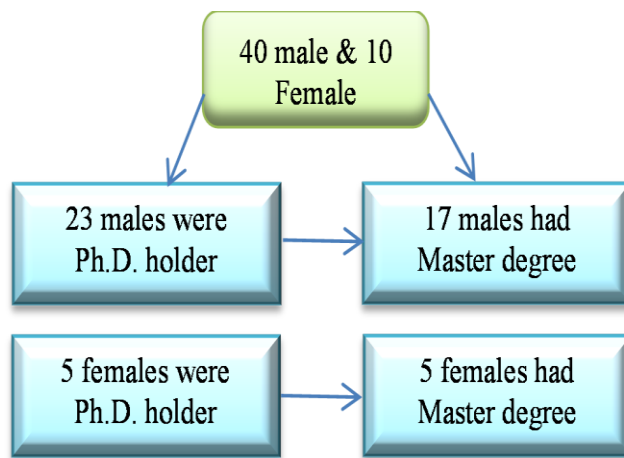 40 male & 10
Female
23 males were
Ph.D. holder
17 males had
Master degree
5 females were
Ph.D. holder
5 females had
Master degree